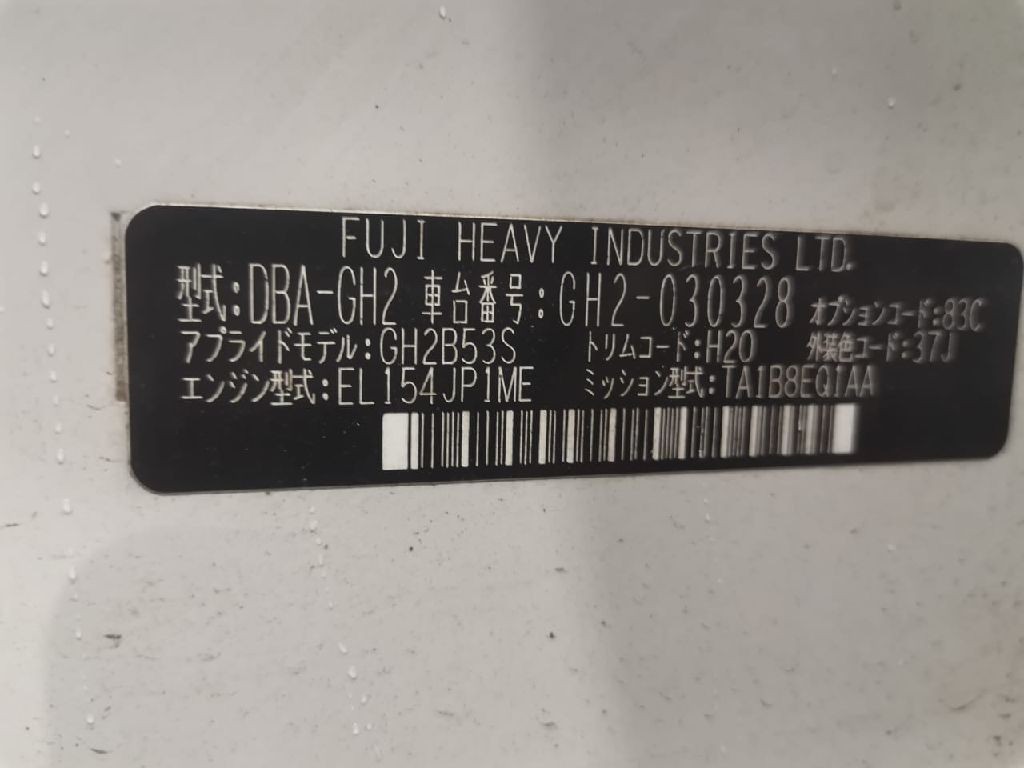 FUJI HEAVY INDUSTRIES LTD.
型式:DBA-GH2 車台番号:GH2-030328 オプションコード:83C
アプライドモデル:GH2B53S トリムコード:H20 外装色コード:37J
エンジン型式:EL154JP1ME ミッション型式:TA1B8EQ1AA